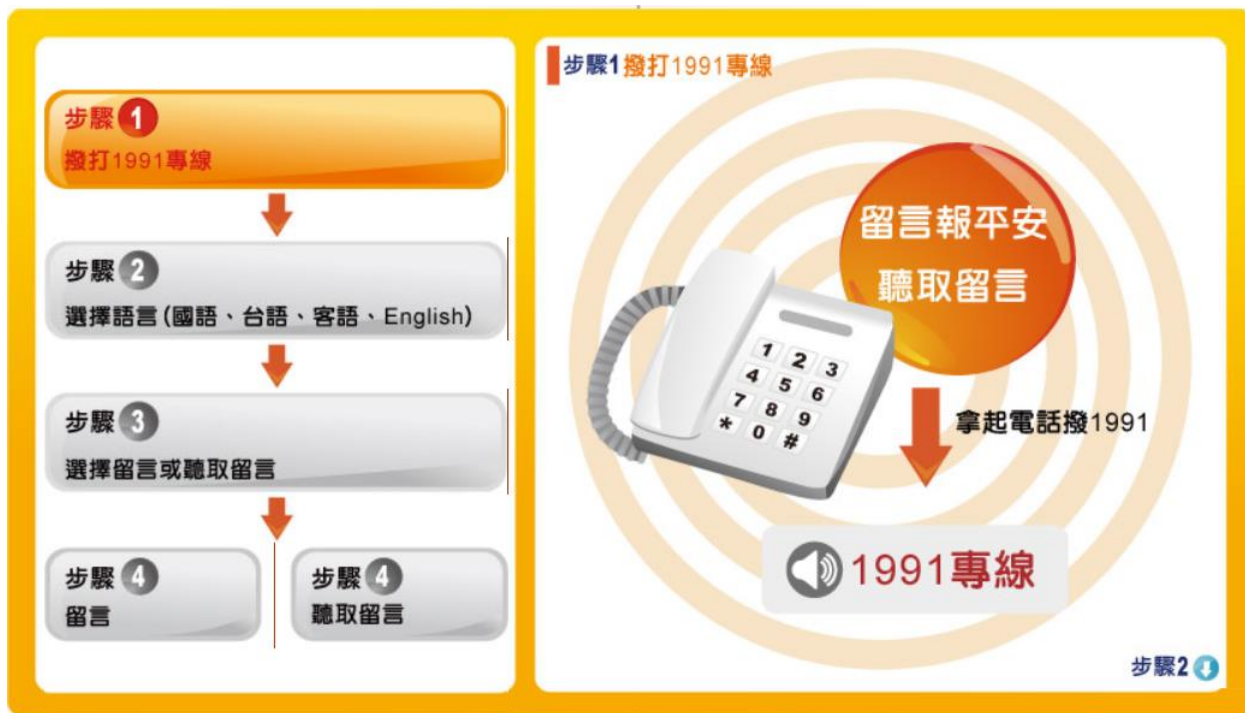 步驟 1
撥打1991專線
步驟 2
選擇語言(國語、台語、客語、English)
步驟 3
選擇留言或聽取留言
步驟 4
留言
步驟 4
聽取留言
步驟1 撥打1991專線
留言報平安
聽取留言
1 2 3
4 5 6
7 8 9
* 0 #
拿起電話撥1991
1991專線
步驟2